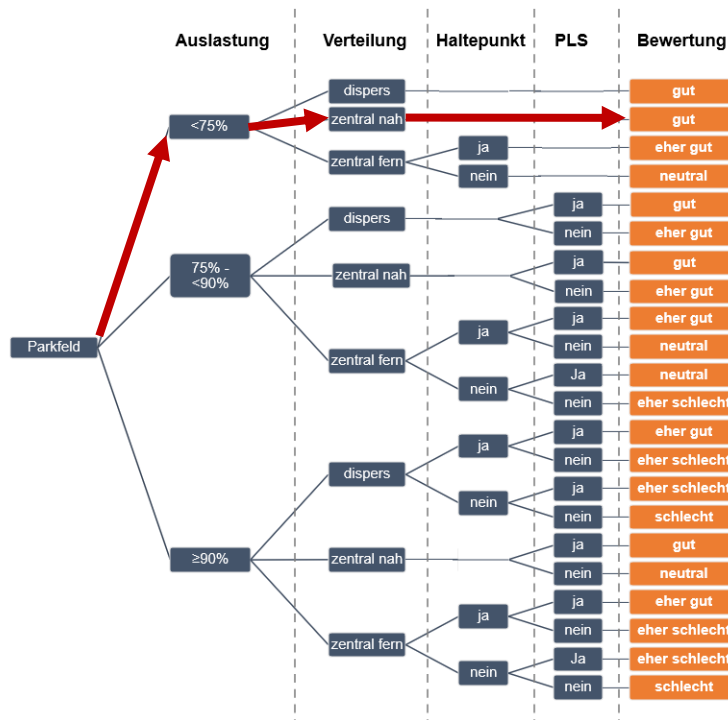 Auslastung Verteilung Haltepunkt PLS Bewertung
dispers gut
<75% zentral nah gut
zentral fern ja eher gut
nein neutral
dispers ja gut
nein eher gut
75% -
<90% zentral nah ja gut
nein eher gut
zentral fern ja ja eher gut
nein neutral
nein Ja neutral
nein eher schlecht
Parkfeld
dispers ja ja eher gut
nein eher schlecht
nein ja eher schlecht
nein schlecht
≥90% zentral nah ja gut
nein neutral
zentral fern ja ja eher gut
nein eher schlecht
nein Ja eher schlecht
nein schlecht